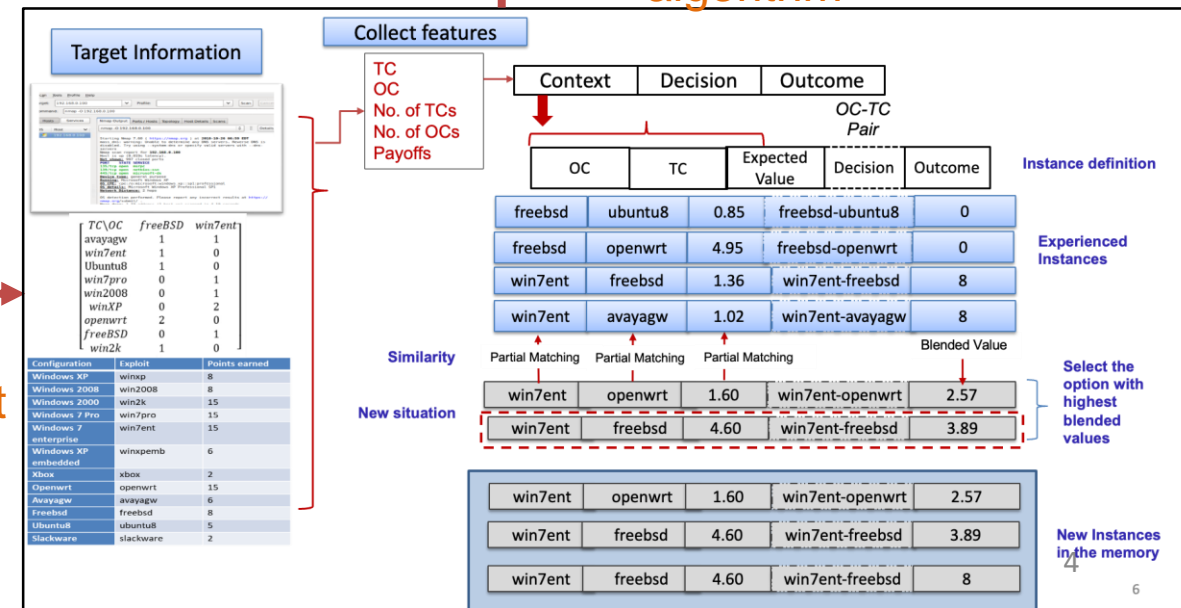 algorithm
Target Information
Collect features
TC
OC
No. of TCs
No. of OCs
Payoffs
Context Decision Outcome
OC-TC
Pair
OC TC Expected Value Decision Outcome
Instance definition
freebsd ubuntu8 0.85 freebsd-ubuntu8 0
freebsd openwrt 4.95 freebsd-openwrt 0
win7ent freebsd 1.36 win7ent-freebsd 8
win7ent avayagw 1.02 win7ent-avayagw 8
Experienced
Instances
Similarity
Partial Matching Partial Matching Partial Matching
Blended Value
New situation
win7ent openwrt 1.60 win7ent-openwrt 2.57
win7ent freebsd 4.60 win7ent-freebsd 3.89
Select the
option with
highest
blended
values
win7ent openwrt 1.60 win7ent-openwrt 2.57
win7ent freebsd 4.60 win7ent-freebsd 3.89
win7ent freebsd 4.60 win7ent-freebsd 8
New Instances
in the memory
4
6
TC\OC freeBSD win7ent
avayagw 1 1
win7ent 1 0
Ubuntu8 1 0
win7pro 0 1
win2008 0 1
winXP 0 2
openwrt 2 0
freeBSD 0 1
win2k 1 0
Configuration Exploit Points earned
Windows XP winxp 8
Windows 2008 win2008 8
Windows 2000 win2k 15
Windows 7 Pro win7pro 15
Windows 7 enterprise win7ent 15
Windows XP embedded winxpemb 6
Xbox xbox 2
Openwrt openwrt 15
Avayagw avayagw 6
Freebsd freebsd 8
Ubuntu8 ubuntu8 5
Slackware slackware 2